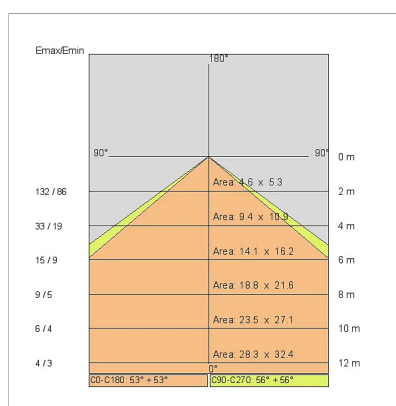 Emax/Emin
180°
90° 90° 0 m
Area: 4.6 x 5.3
132 / 86 2 m
Area: 9.4 x 10.9
33 / 19 4 m
Area: 14.1 x 16.2
15 / 9 6 m
Area: 18.8 x 21.6
9 / 5 8 m
Area: 23.5 x 27.1
6 / 4 10 m
Area: 28.3 x 32.4
4 / 3 12 m
0°
C0-C180: 53° + 53° C90-C270: 56° + 56°